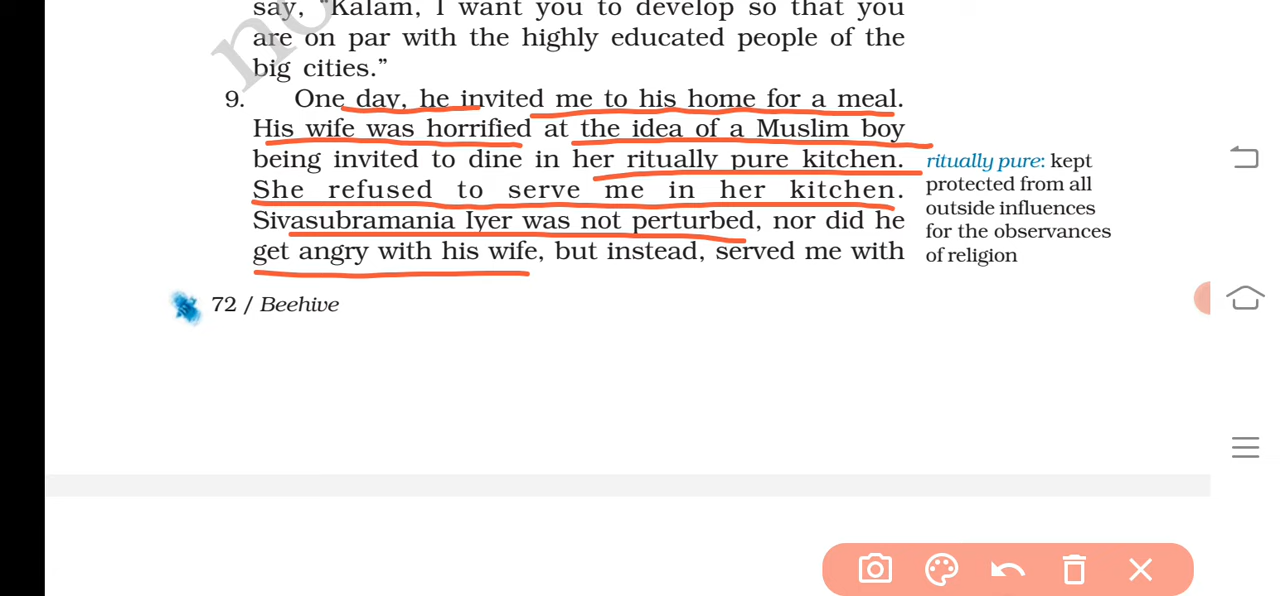 say, "Kalam, I want you to develop so that you
are on par with the highly educated people of the
big cities."
9. One day, he invited me to his home for a meal.
His wife was horrified at the idea of a Muslim boy
being invited to dine in her ritually pure kitchen.
She refused to serve me in her kitchen.
Sivasubramania Iyer was not perturbed, nor did he
get angry with his wife, but instead, served me with
ritually pure: kept
protected from all
outside influences
for the observances
of religion
72 / Beehive